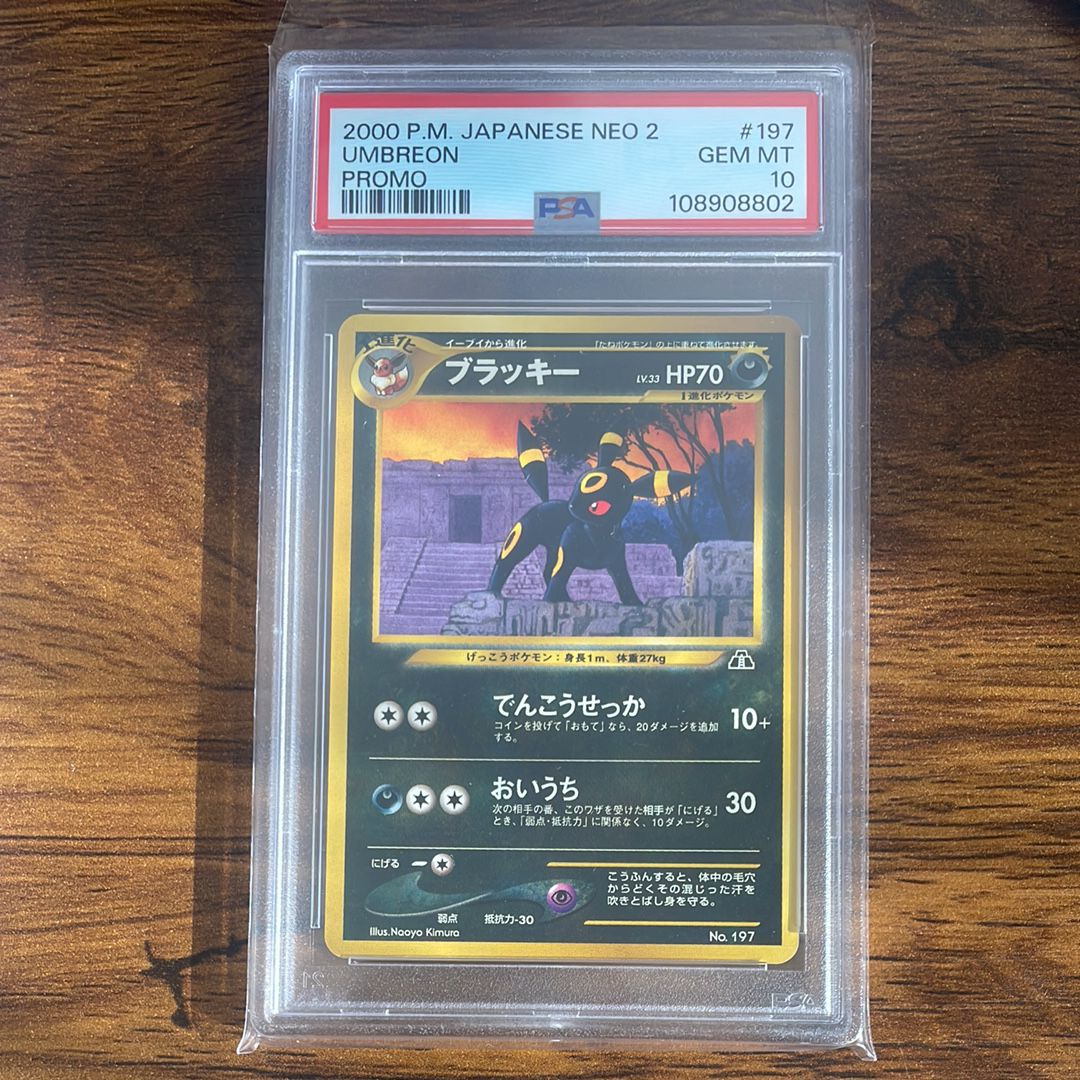 2000 P.M. JAPANESE NEO 2 #197
UMBREON GEM MT
PROMO 10
PSA 108908802
イーブイから進化 「たねポケモン」の上に重ねて進化させます。
進化 ブラッキー LV.33 HP70
1進化ポケモン
げっこうポケモン:身長1m、体重27kg
でんこうせっか 10+
コインを投げて「おもて」なら、20ダメージを追加
する。
おいうち 30
次の相手の番、このワザを受けた相手が「にげる」
とき、「弱点・抵抗力」に関係なく、10ダメージ。
にげる
こうふんすると、体中の毛穴
からどくその混じった汗を
吹きとばし身を守る。
弱点 抵抗力-30
Illus.Naoyo Kimura No. 197
PSA